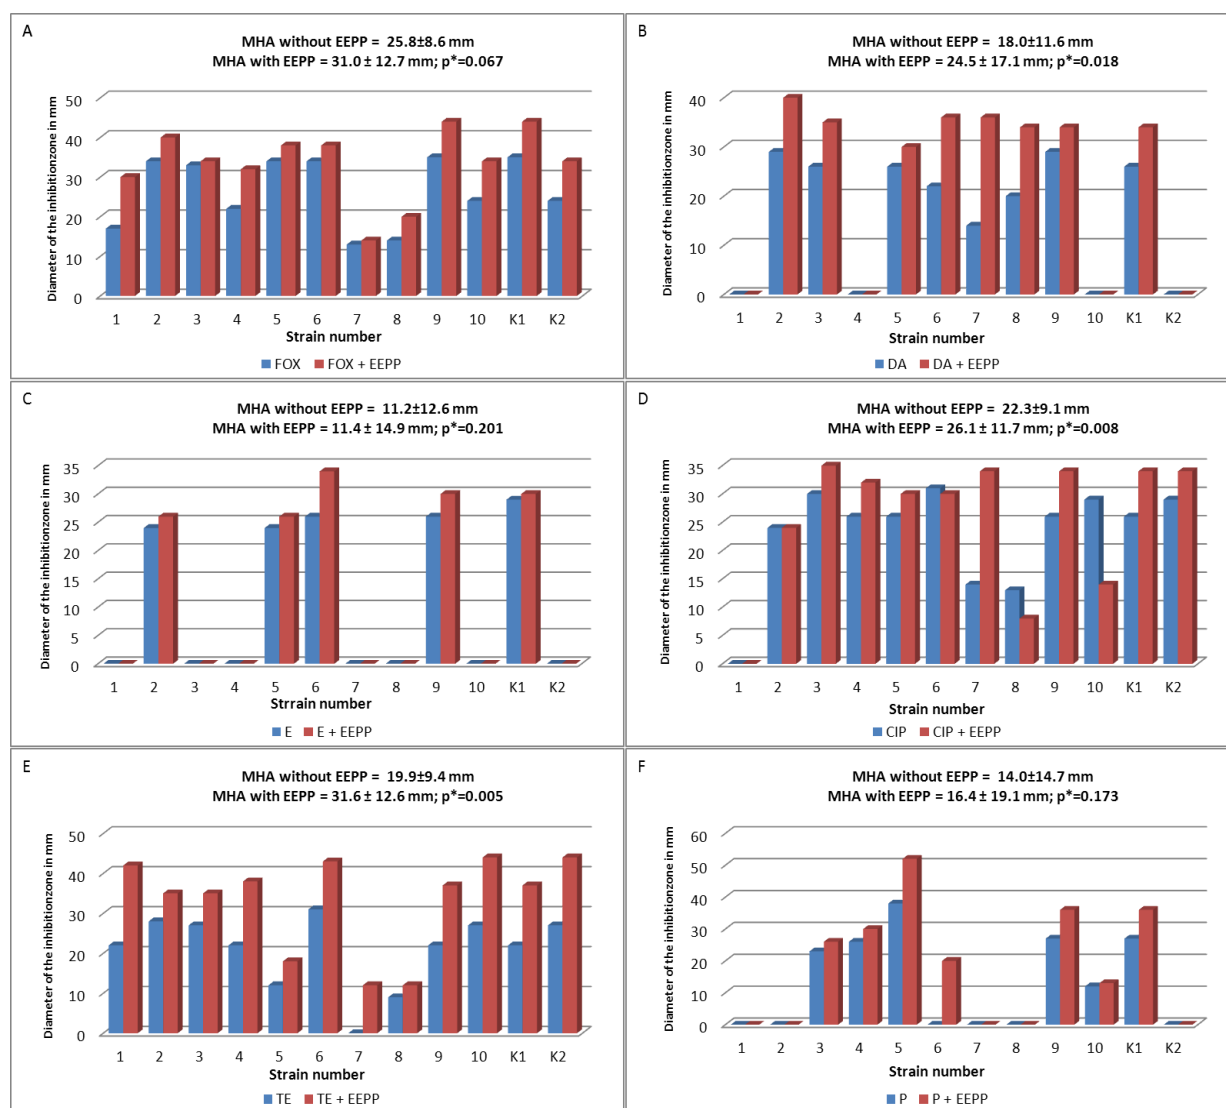 A
MHA without EEPP = 25.8±8.6 mm
MHA with EEPP = 31.0 ± 12.7 mm; p*=0.067
Diameter of the inhibitionzone in mm
50
40
30
20
10
0
1 2 3 4 5 6 7 8 9 10 K1 K2
Strain number
FOX FOX + EEPP
B
MHA without EEPP = 18.0±11.6 mm
MHA with EEPP = 24.5 ± 17.1 mm; p*=0.018
Diameter of the inhibitionzone in mm
40
30
20
10
0
1 2 3 4 5 6 7 8 9 10 K1 K2
Strain number
DA DA + EEPP
C
MHA without EEPP = 11.2±12.6 mm
MHA with EEPP = 11.4 ± 14.9 mm; p*=0.201
Diameter of the inhibitionzone in mm
35
30
25
20
15
10
5
0
1 2 3 4 5 6 7 8 9 10 K1 K2
Strrain number
E E + EEPP
D
MHA without EEPP = 22.3±9.1 mm
MHA with EEPP = 26.1 ± 11.7 mm; p*=0.008
Diameter of the inhibitionzone in mm
35
30
25
20
15
10
5
0
1 2 3 4 5 6 7 8 9 10 K1 K2
Strain number
CIP CIP + EEPP
E
MHA without EEPP = 19.9±9.4 mm
MHA with EEPP = 31.6 ± 12.6 mm; p*=0.005
Diameter of the inhibitionzone in mm
50
40
30
20
10
0
1 2 3 4 5 6 7 8 9 10 K1 K2
Strain number
TE TE + EEPP
F
MHA without EEPP = 14.0±14.7 mm
MHA with EEPP = 16.4 ± 19.1 mm; p*=0.173
Diameter of the inhibitionzone in mm
60
50
40
30
20
10
0
1 2 3 4 5 6 7 8 9 10 K1 K2
Strain number
P P + EEPP